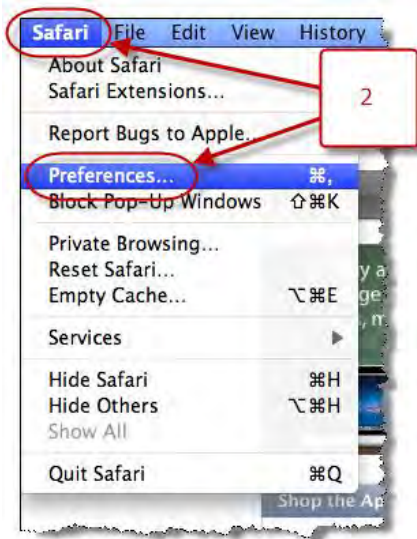 Safari File Edit View History
About Safari
Safari Extensions...
2
Report Bugs to Apple...
Preferences... ⌘,
Block Pop-Up Windows ⇧⌘K
Private Browsing...
Reset Safari...
Empty Cache... ⌥⌘E
Services ▶
Hide Safari ⌘H
Hide Others ⌥⌘H
Show All
Quit Safari ⌘Q
Shop the Ap